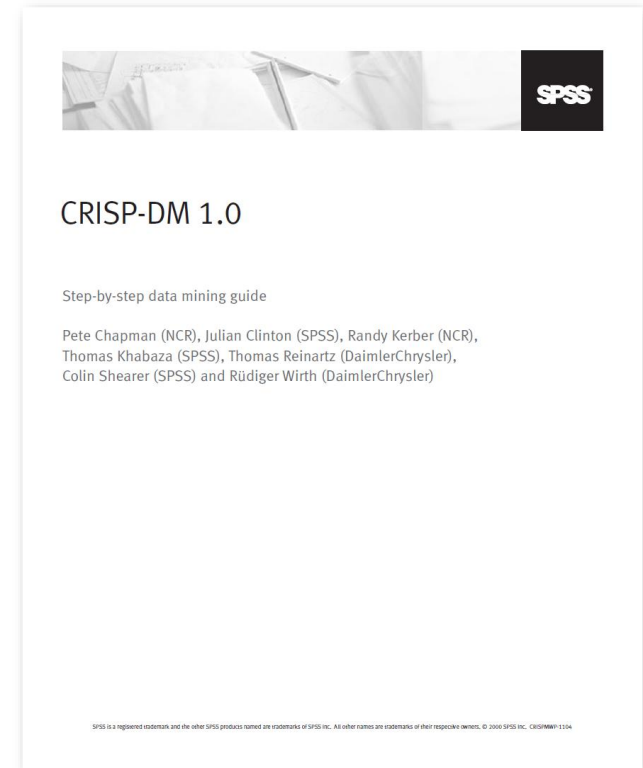 SPSS
CRISP-DM 1.0
Step-by-step data mining guide
Pete Chapman (NCR), Julian Clinton (SPSS), Randy Kerber (NCR),
Thomas Khabaza (SPSS), Thomas Reinartz (DaimlerChrysler),
Colin Shearer (SPSS) and Rüdiger Wirth (DaimlerChrysler)
SPSS is a registered trademark and the other SPSS products named are trademarks of SPSS Inc. All other names are trademarks of their respective owners. © 2000 SPSS Inc. CRISPMWP-1104